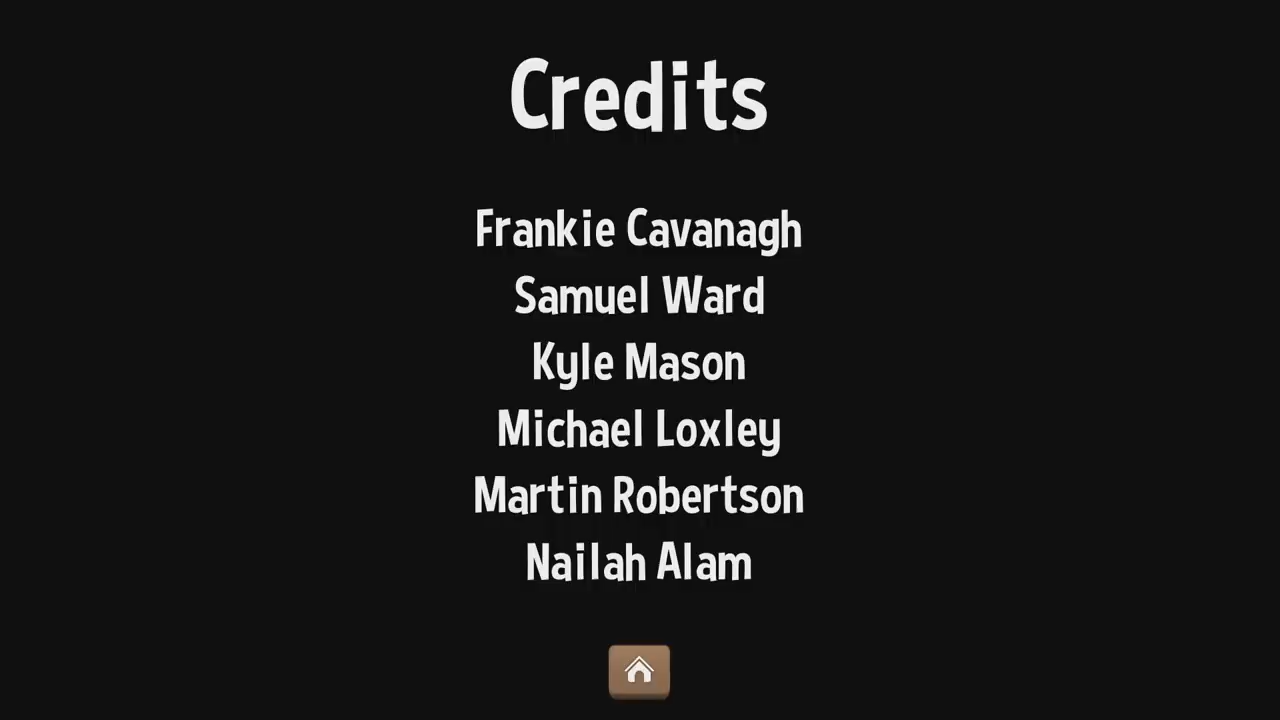 Credits
Frankie Cavanagh
Samuel Ward
Kyle Mason
Michael Loxley
Martin Robertson
Nailah Alam